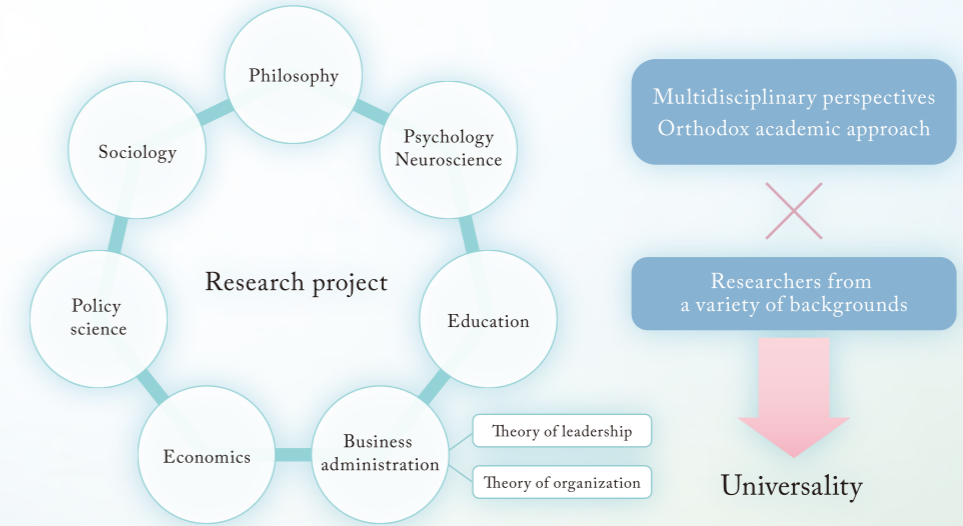 Philosophy
Psychology
Neuroscience
Sociology
Research project
Policy
science
Education
Economics
Business
administration
Theory of leadership
Theory of organization
Multidisciplinary perspectives
Orthodox academic approach
Researchers from
a variety of backgrounds
Universality